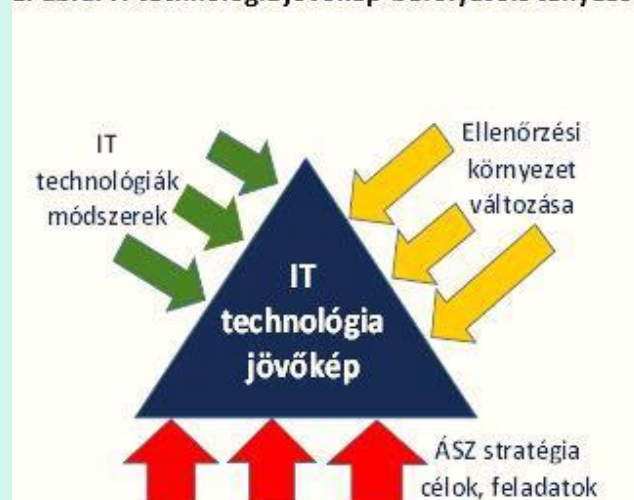 IT
technológiák
módszerek
Ellenőrzési
környezet
változása
IT
technológia
jövőkép
ÁSZ stratégia
célok, feladatok